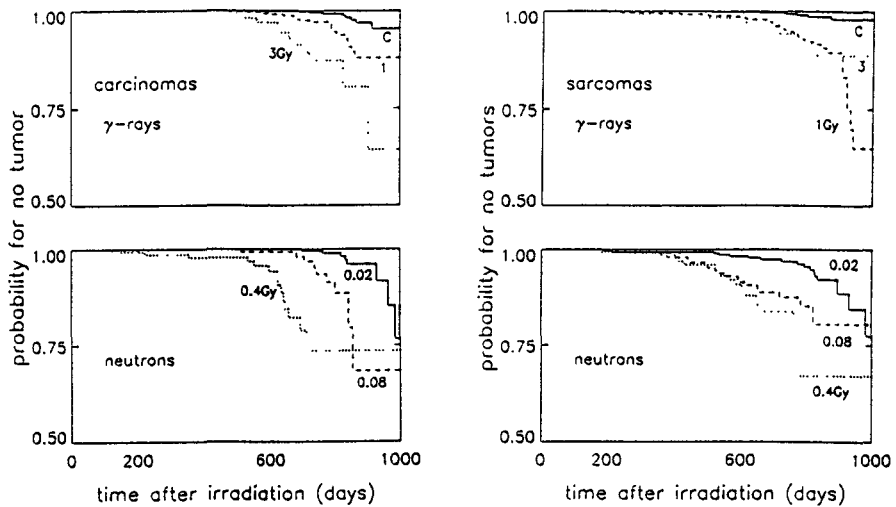 probability for no tumor
1.00
0.75
0.50
carcinomas
γ-rays
3Gy
C
1
1.00
0.75
0.50
neutrons
0.4Gy
0.02
0.08
0
200
600
1000
time after irradiation (days)
probability for no tumors
1.00
0.75
0.50
sarcomas
γ-rays
C
3
1Gy
1.00
0.75
0.50
neutrons
0.02
0.08
0.4Gy
0
200
600
1000
time after irradiation (days)